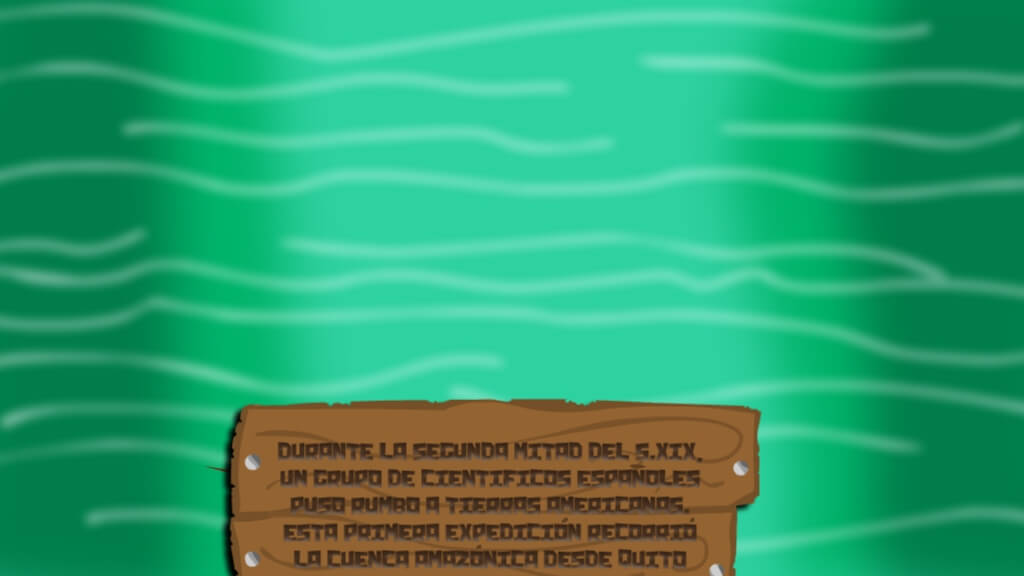 DURANTE LA SEGUNDA MITAD DEL S.XIX,
UN GRUPO DE CIENTIFICOS ESPAÑOLES
PUSO RUMBO A TIERRAS AMERICANAS.
ESTA PRIMERA EXPEDICIÓN RECORRIÓ
LA CUENCA AMAZÓNICA DESDE QUITO